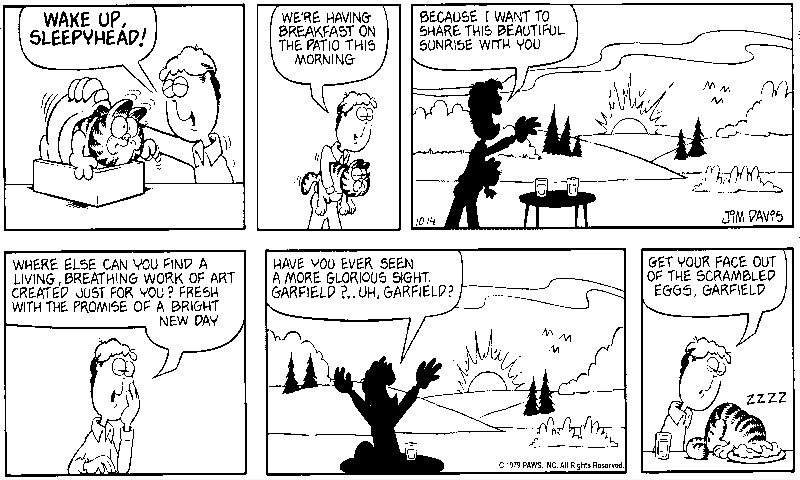 WAKE UP,
SLEEPYHEAD!
WE'RE HAVING
BREAKFAST ON
THE PATIO THIS
MORNING
BECAUSE I WANT TO
SHARE THIS BEAUTIFUL
SUNRISE WITH YOU
10-14
JIM DAVIS
WHERE ELSE CAN YOU FIND A
LIVING, BREATHING WORK OF ART
CREATED JUST FOR YOU? FRESH
WITH THE PROMISE OF A BRIGHT
NEW DAY
HAVE YOU EVER SEEN
A MORE GLORIOUS SIGHT,
GARFIELD?...UH, GARFIELD?
© 1979 PAWS, INC. All Rights Reserved.
GET YOUR FACE OUT
OF THE SCRAMBLED
EGGS, GARFIELD
ZZZZ